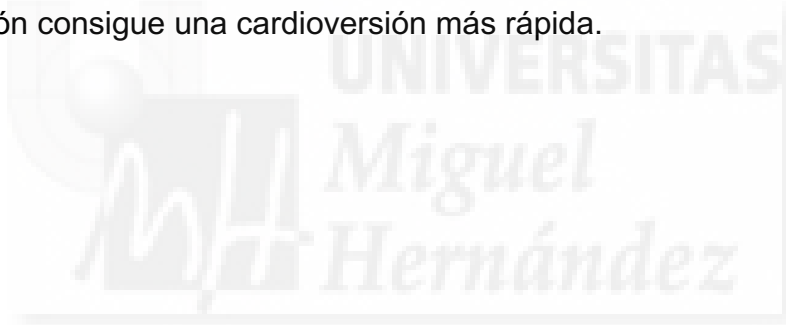 ón consigue una cardioversión más rápida.
UNIVERSITAS
Miguel
Hernández